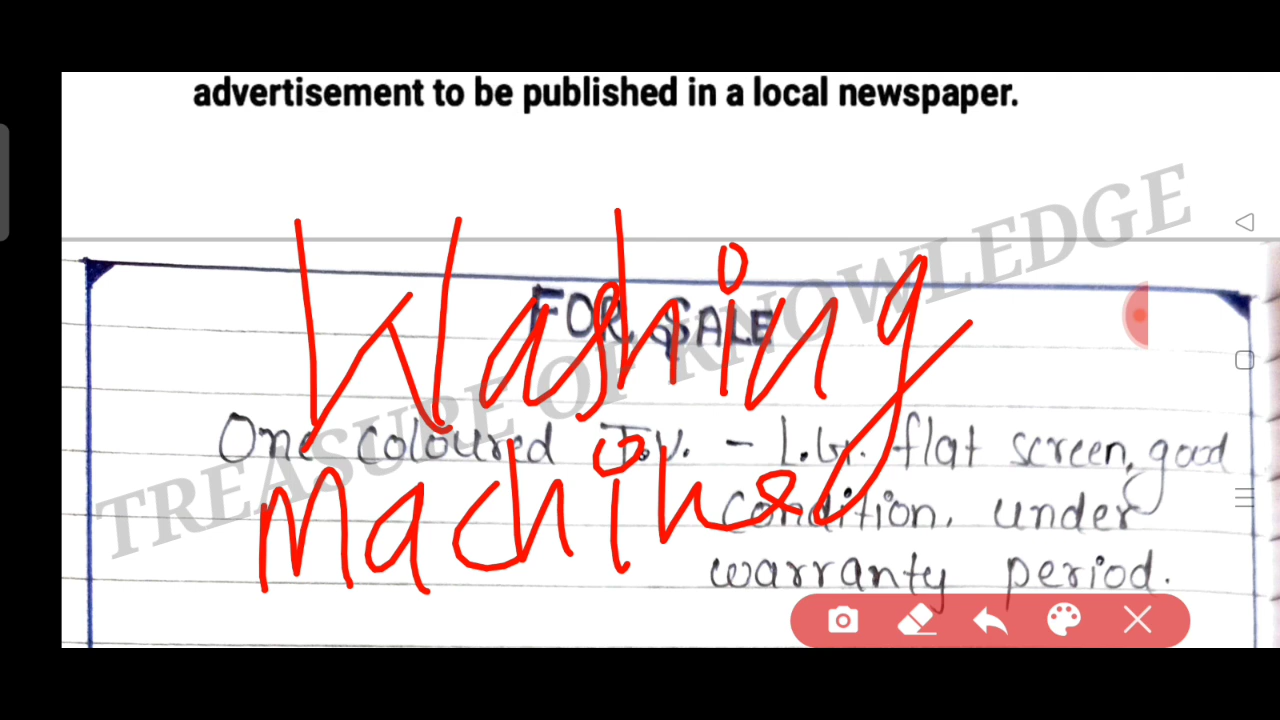 advertisement to be published in a local newspaper.
TREASURE OF KNOWLEDGE
Washing
machine
FOR SALE
One coloured T.V. - L.G. flat screen, good
condition, under
warranty period.